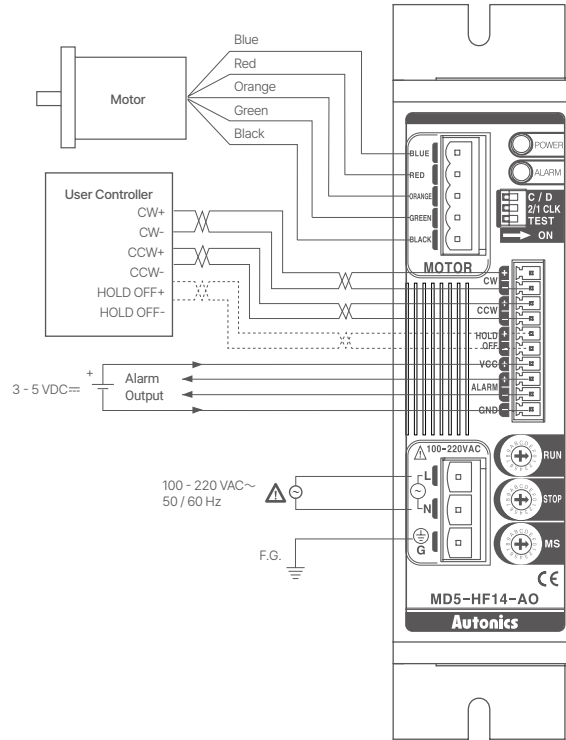 Blue
Red
Orange
Green
Black
Motor
User Controller
CW+
CW-
CCW+
CCW-
HOLD OFF+
HOLD OFF-
3 - 5 VDC⎓
+
Alarm
Output
100 - 220 VAC～
50 / 60 Hz
F.G.
BLUE
RED
ORANGE
GREEN
BLACK
MOTOR
POWER
ALARM
C / D
2/1 CLK
TEST
ON
+
CW
-
+
CCW
-
+
HOLD
OFF
-
VCC
+
ALARM
-
GND
100-220VAC
L
N
G
RUN
STOP
MS
CE
MD5-HF14-AO
Autonics